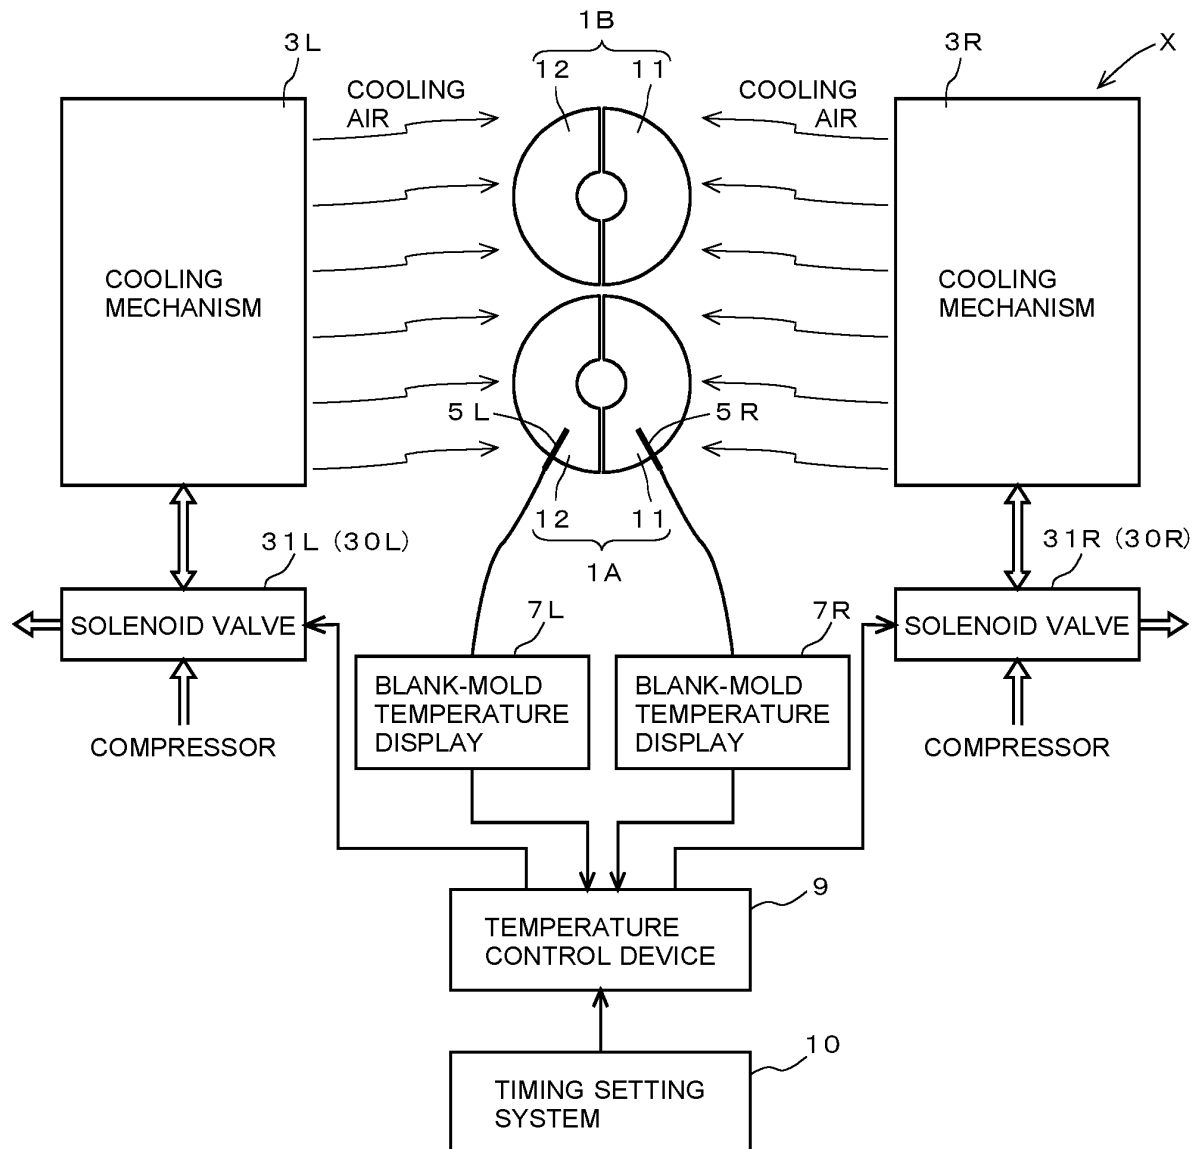 1B
3L
3R
X
12
11
COOLING
AIR
COOLING
AIR
COOLING
MECHANISM
COOLING
MECHANISM
5L
5R
12
11
1A
31L (30L)
31R (30R)
SOLENOID VALVE
7L
7R
SOLENOID VALVE
BLANK-MOLD
TEMPERATURE
DISPLAY
BLANK-MOLD
TEMPERATURE
DISPLAY
COMPRESSOR
COMPRESSOR
9
TEMPERATURE
CONTROL DEVICE
10
TIMING SETTING
SYSTEM